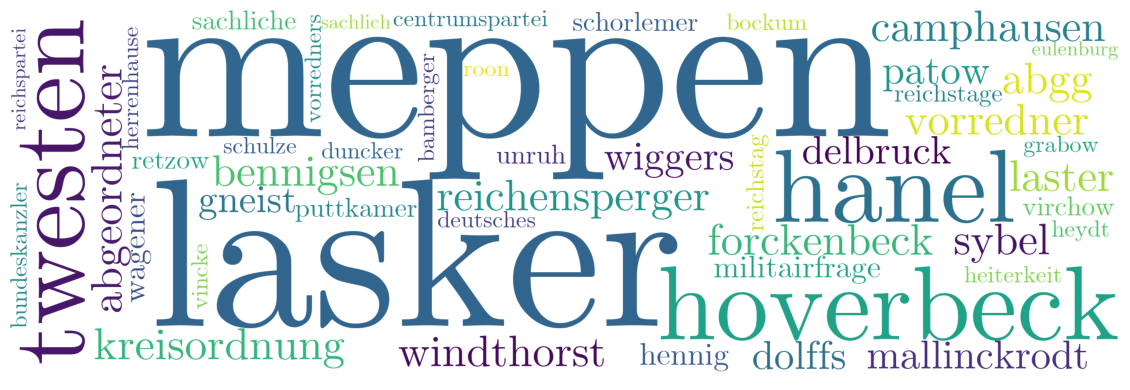 sachliche
sachlich
centrumspartei
schorlemer
bockum
camphausen
eulenburg
reichspartei
twesten
abgeordneter
herrenhause
meppen
vorredners
roon
bamberger
patow
abgg
reichstage
vorredner
schulze
duncker
unruh
wiggers
delbruck
grabow
retzow
bennigsen
reichstag
hanel
laster
bundeskanzler
wagener
gneist
puttkamer
reichensperger
deutsches
virchow
heydt
vincke
lasker
forckenbeck
sybel
militairfrage
heiterkeit
hoverbeck
kreisordnung
windthorst
hennig
dolffs
mallinckrodt